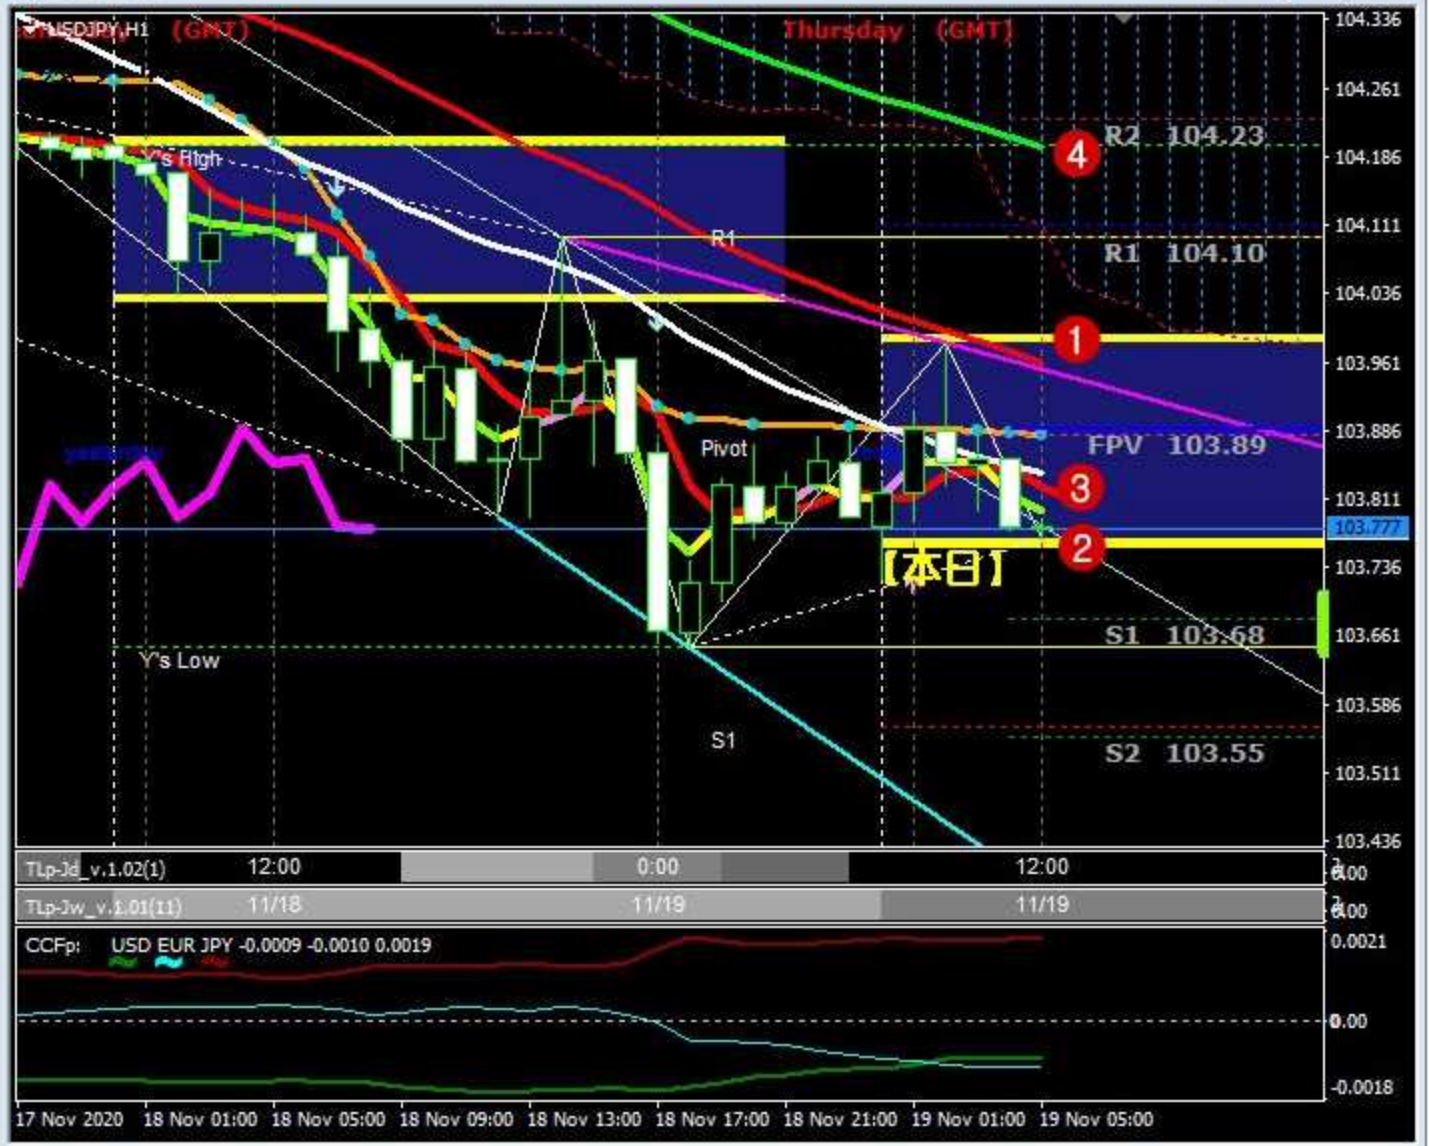 USDJPY,H1
(GMT)
Thursday (GMT)
104.336
104.261
R2 104.23
4
104.186
Y's High
104.111
R1
R1 104.10
104.036
1
103.961
103.886
Pivot
FPV 103.89
yesterday
3
103.811
103.777
2
【本日】
103.736
S1 103.68
103.661
Y's Low
103.586
S1
S2 103.55
103.511
103.436
TLp-Jd_v.1.02(1) 12:00 0:00 12:00
TLp-Jw_v.1.01(11) 11/18 11/19 11/19
CCFp: USD EUR JPY -0.0009 -0.0010 0.0019
0.0021
0.00
-0.0018
17 Nov 2020 18 Nov 01:00 18 Nov 05:00 18 Nov 09:00 18 Nov 13:00 18 Nov 17:00 18 Nov 21:00 19 Nov 01:00 19 Nov 05:00